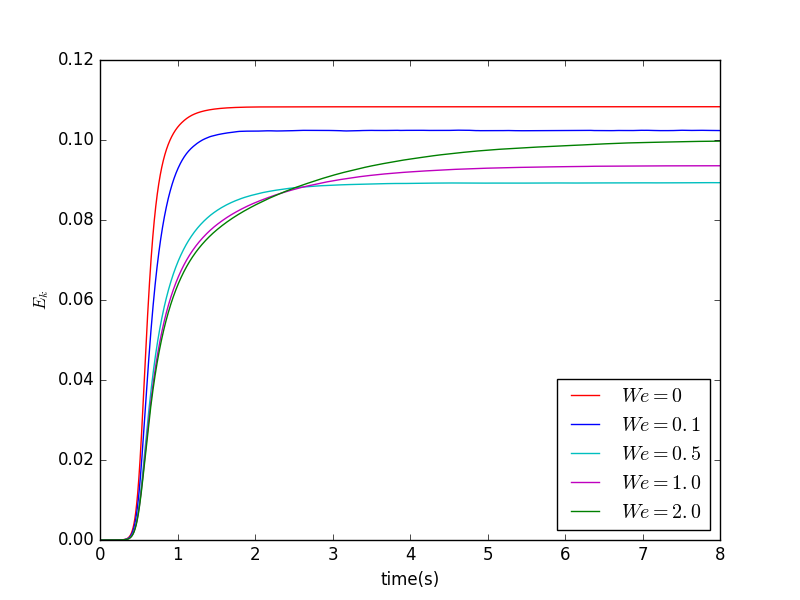 0.12
0.10
0.08
0.06
0.04
0.02
0.00
E_k
0 1 2 3 4 5 6 7 8
time(s)
We = 0
We = 0.1
We = 0.5
We = 1.0
We = 2.0